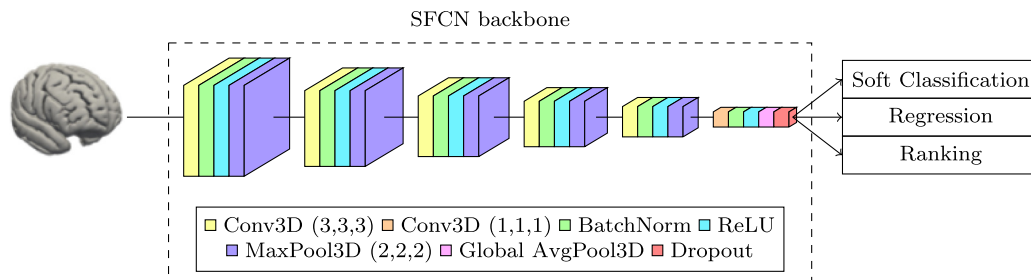 SFCN backbone
Soft Classification
Regression
Ranking
Conv3D (3,3,3) Conv3D (1,1,1) BatchNorm ReLU
MaxPool3D (2,2,2) Global AvgPool3D Dropout